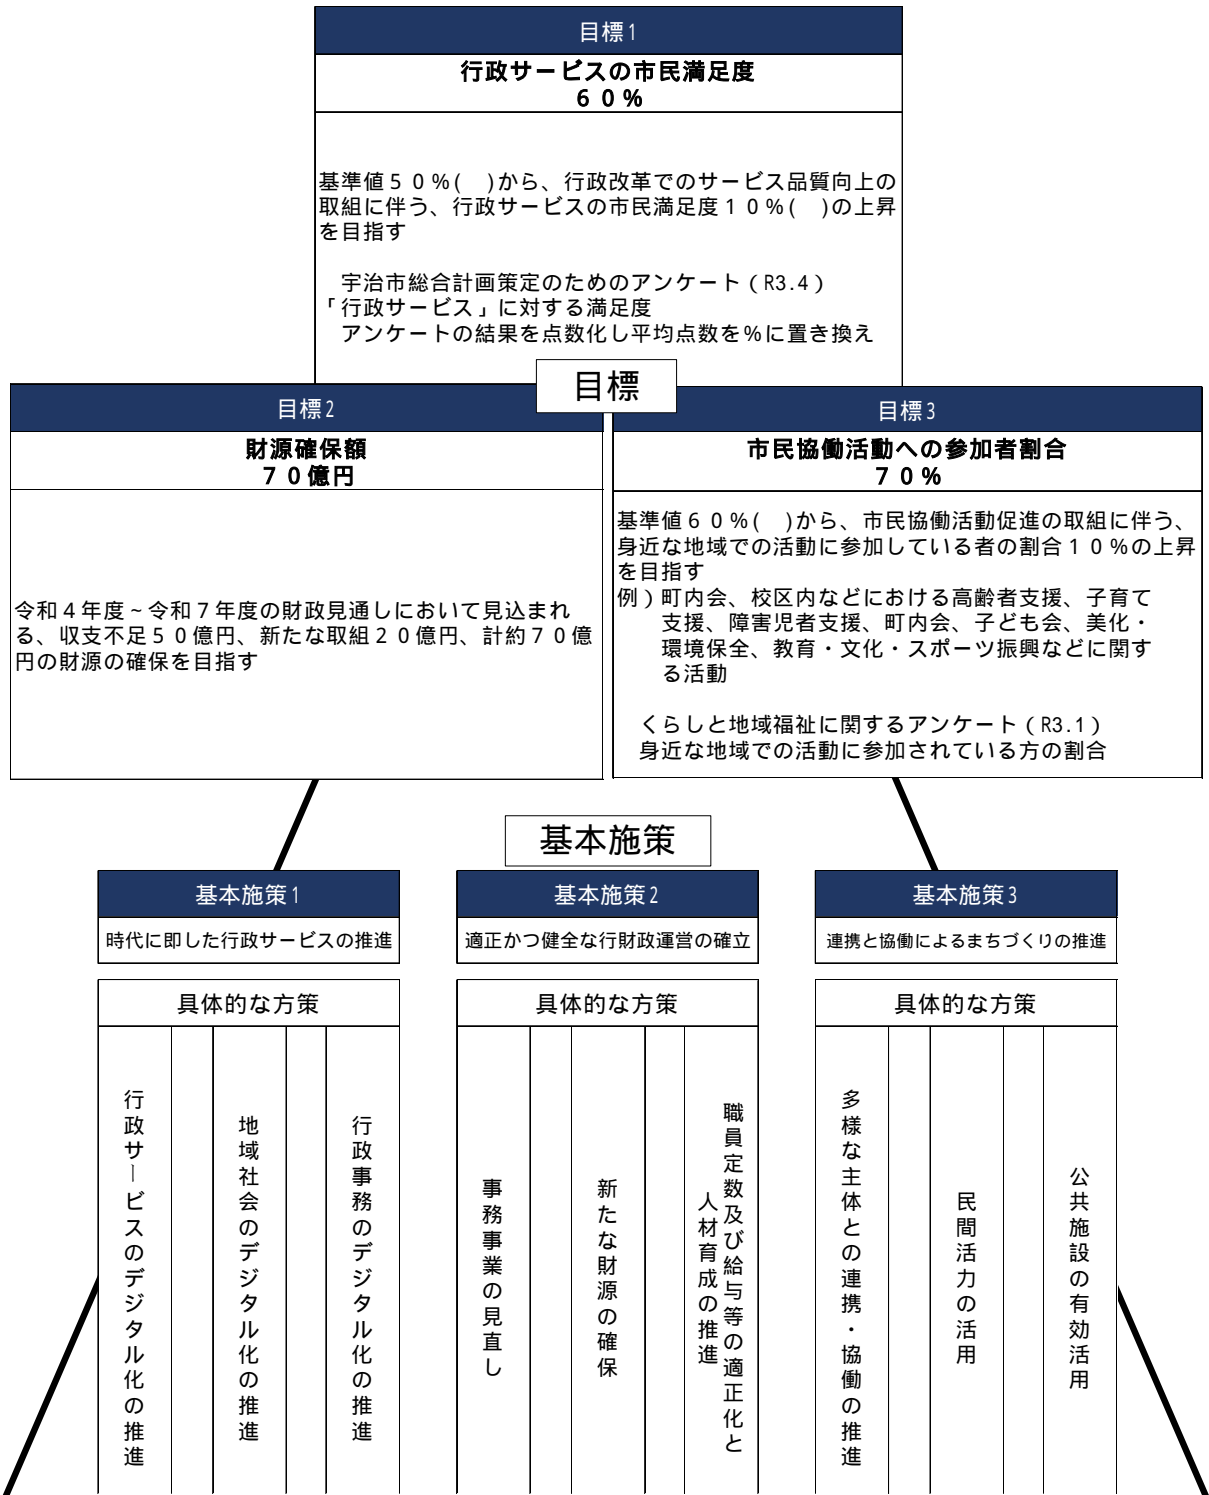 目標1
行政サービスの市民満足度
６０%
基準値５０%(　)から、行政改革でのサービス品質向上の
取組に伴う、行政サービスの市民満足度１０%(　)の上昇
を目指す
宇治市総合計画策定のためのアンケート（R3.4）
「行政サービス」に対する満足度
アンケートの結果を点数化し平均点数を%に置き換え
目標
目標2
財源確保額
７０億円
令和４年度~令和７年度の財政見通しにおいて見込まれ
る、収支不足５０億円、新たな取組２０億円、計約７０億
円の財源の確保を目指す
目標3
市民協働活動への参加者割合
７０%
基準値６０%(　)から、市民協働活動促進の取組に伴う、
身近な地域での活動に参加している者の割合１０%の上昇
を目指す
例）町内会、校区内などにおける高齢者支援、子育て
支援、障害児者支援、町内会、子ども会、美化・
環境保全、教育・文化・スポーツ振興などに関す
る活動
くらしと地域福祉に関するアンケート（R3.1）
身近な地域での活動に参加されている方の割合
基本施策
基本施策1
時代に即した行政サービスの推進
具体的な方策
行政サービスのデジタル化の推進
地域社会のデジタル化の推進
行政事務のデジタル化の推進
基本施策2
適正かつ健全な行財政運営の確立
具体的な方策
事務事業の見直し
新たな財源の確保
職員定数及び給与等の適正化と
人材育成の推進
基本施策3
連携と協働によるまちづくりの推進
具体的な方策
多様な主体との連携・協働の推進
民間活力の活用
公共施設の有効活用